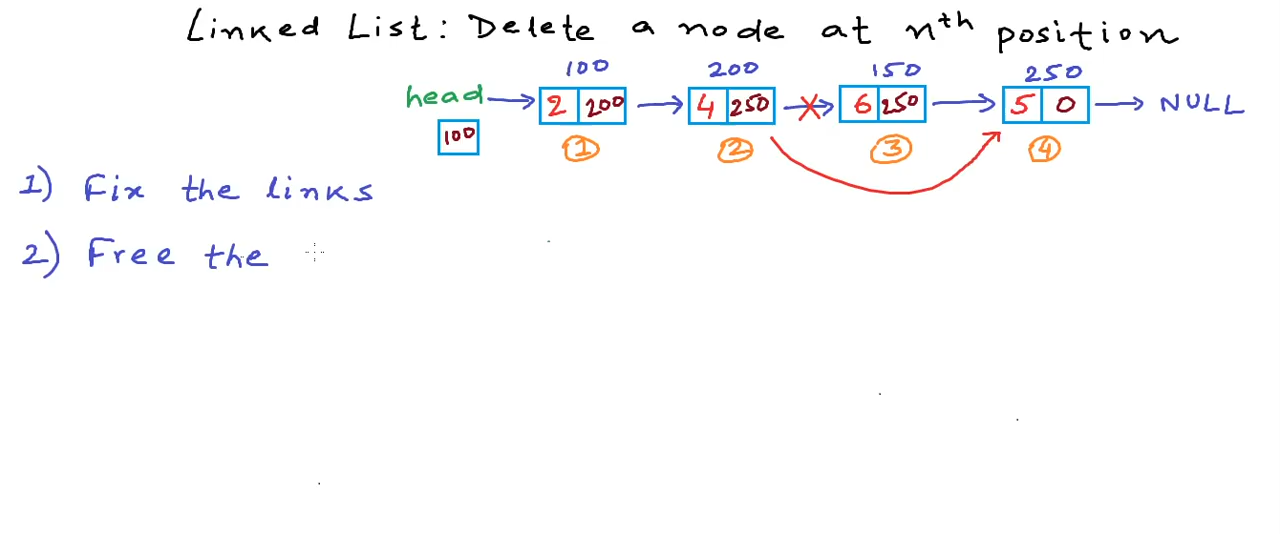 Linked List: Delete a node at nth position
100 200 150 250
head 2 200 4 250 6 250 5 0 NULL
100 1 2 3 4
1) Fix the links
2) Free the